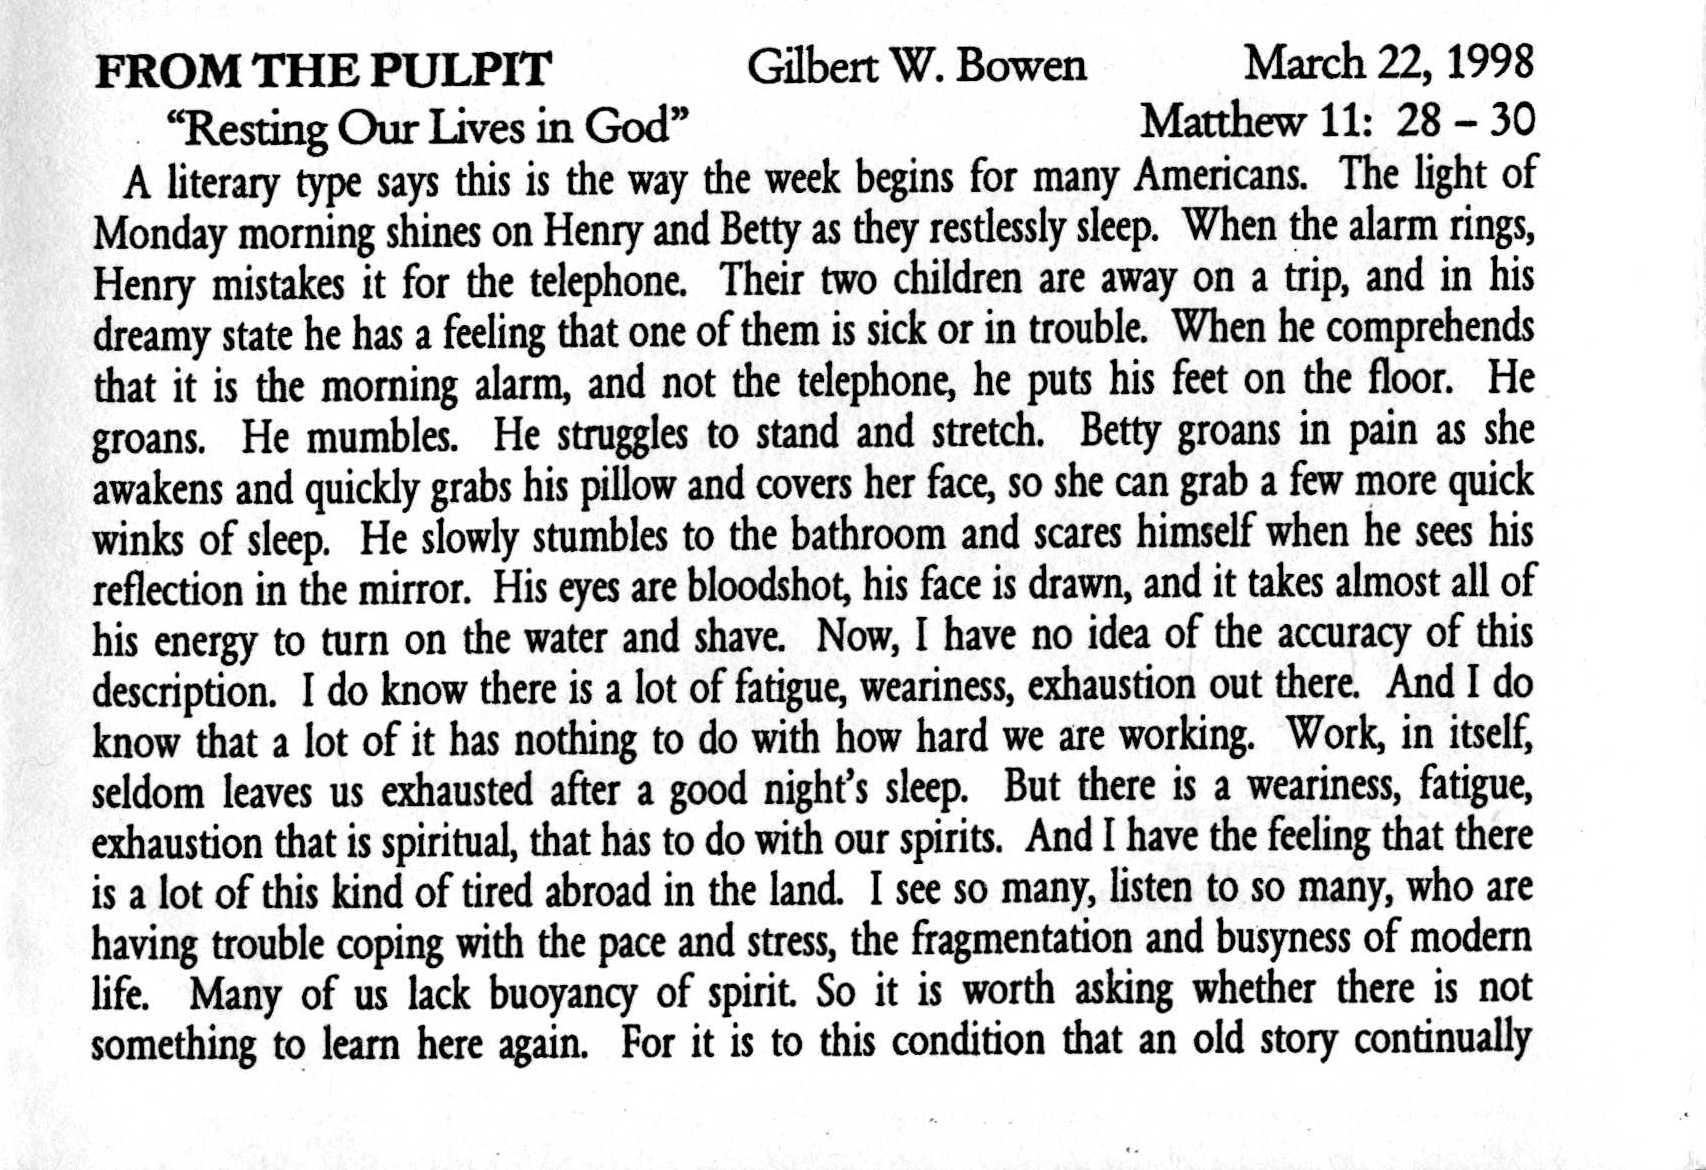 FROM THE PULPIT Gilbert W. Bowen March 22, 1998
“Resting Our Lives in God” Matthew 11: 28 – 30
A literary type says this is the way the week begins for many Americans. The light of
Monday morning shines on Henry and Betty as they restlessly sleep. When the alarm rings,
Henry mistakes it for the telephone. Their two children are away on a trip, and in his
dreamy state he has a feeling that one of them is sick or in trouble. When he comprehends
that it is the morning alarm, and not the telephone, he puts his feet on the floor. He
groans. He mumbles. He struggles to stand and stretch. Betty groans in pain as she
awakens and quickly grabs his pillow and covers her face, so she can grab a few more quick
winks of sleep. He slowly stumbles to the bathroom and scares himself when he sees his
reflection in the mirror. His eyes are bloodshot, his face is drawn, and it takes almost all of
his energy to turn on the water and shave. Now, I have no idea of the accuracy of this
description. I do know there is a lot of fatigue, weariness, exhaustion out there. And I do
know that a lot of it has nothing to do with how hard we are working. Work, in itself,
seldom leaves us exhausted after a good night’s sleep. But there is a weariness, fatigue,
exhaustion that is spiritual, that has to do with our spirits. And I have the feeling that there
is a lot of this kind of tired abroad in the land. I see so many, listen to so many, who are
having trouble coping with the pace and stress, the fragmentation and busyness of modern
life. Many of us lack buoyancy of spirit. So it is worth asking whether there is not
something to learn here again. For it is to this condition that an old story continually